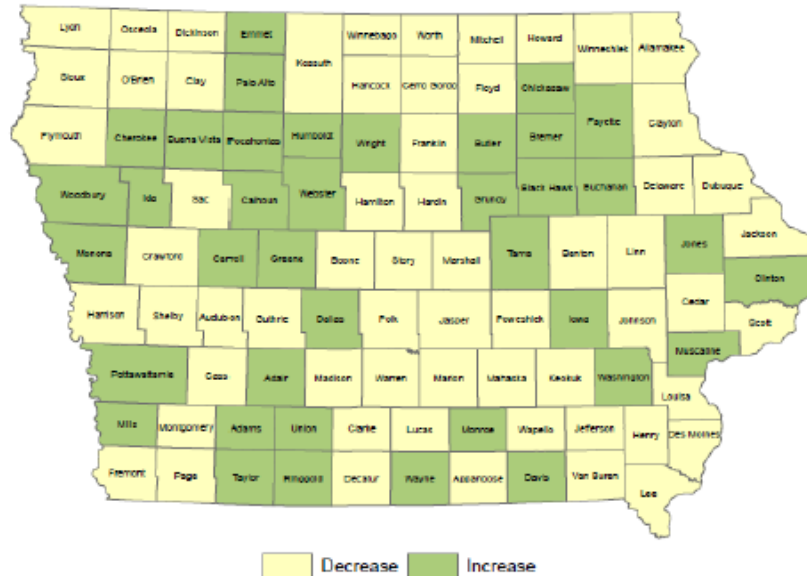 Lyon Osceola Dickinson Emmet Winnebago Worth Mitchell Howard Winneshiek Allamakee
Kossuth
Sioux O'Brien Clay Palo Alto Hancock Cerro Gordo Floyd Chickasaw
Plymouth Cherokee Buena Vista Pocahontas Humboldt Wright Franklin Butler Bremer Fayette Clayton
Woodbury Ida Sac Calhoun Webster Hamilton Hardin Grundy Black Hawk Buchanan Delaware Dubuque
Monona Crawford Carroll Greene Boone Story Marshall Tama Benton Linn Jones Jackson
Clinton
Harrison Shelby Audubon Guthrie Dallas Polk Jasper Poweshiek Iowa Johnson Cedar Scott
Muscatine
Pottawattamie Cass Adair Madison Warren Marion Mahaska Keokuk Washington
Louisa
Mills Montgomery Adams Union Clarke Lucas Monroe Wapello Jefferson Henry Des Moines
Fremont Page Taylor Ringgold Decatur Wayne Appanoose Davis Van Buren Lee
Decrease Increase